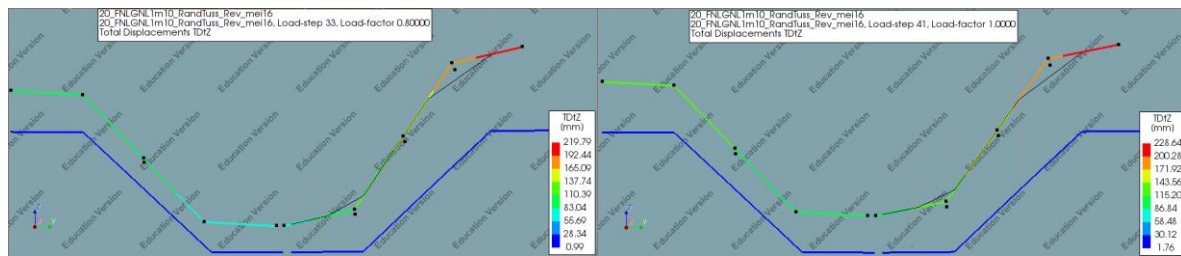 20_FNLGNL1m10_RandTuss_Rev_mei16
20_FNLGNL1m10_RandTuss_Rev_mei16, Load-step 33, Load-factor 0.80000
Total Displacements TDtZ
TDtZ
(mm)
219.79
192.44
165.09
137.74
110.39
83.04
55.69
28.34
0.99
Education Version
20_FNLGNL1m10_RandTuss_Rev_mei16
20_FNLGNL1m10_RandTuss_Rev_mei16, Load-step 41, Load-factor 1.0000
Total Displacements TDtZ
TDtZ
(mm)
228.64
200.28
171.92
143.56
115.20
86.84
58.48
30.12
1.76
Education Version